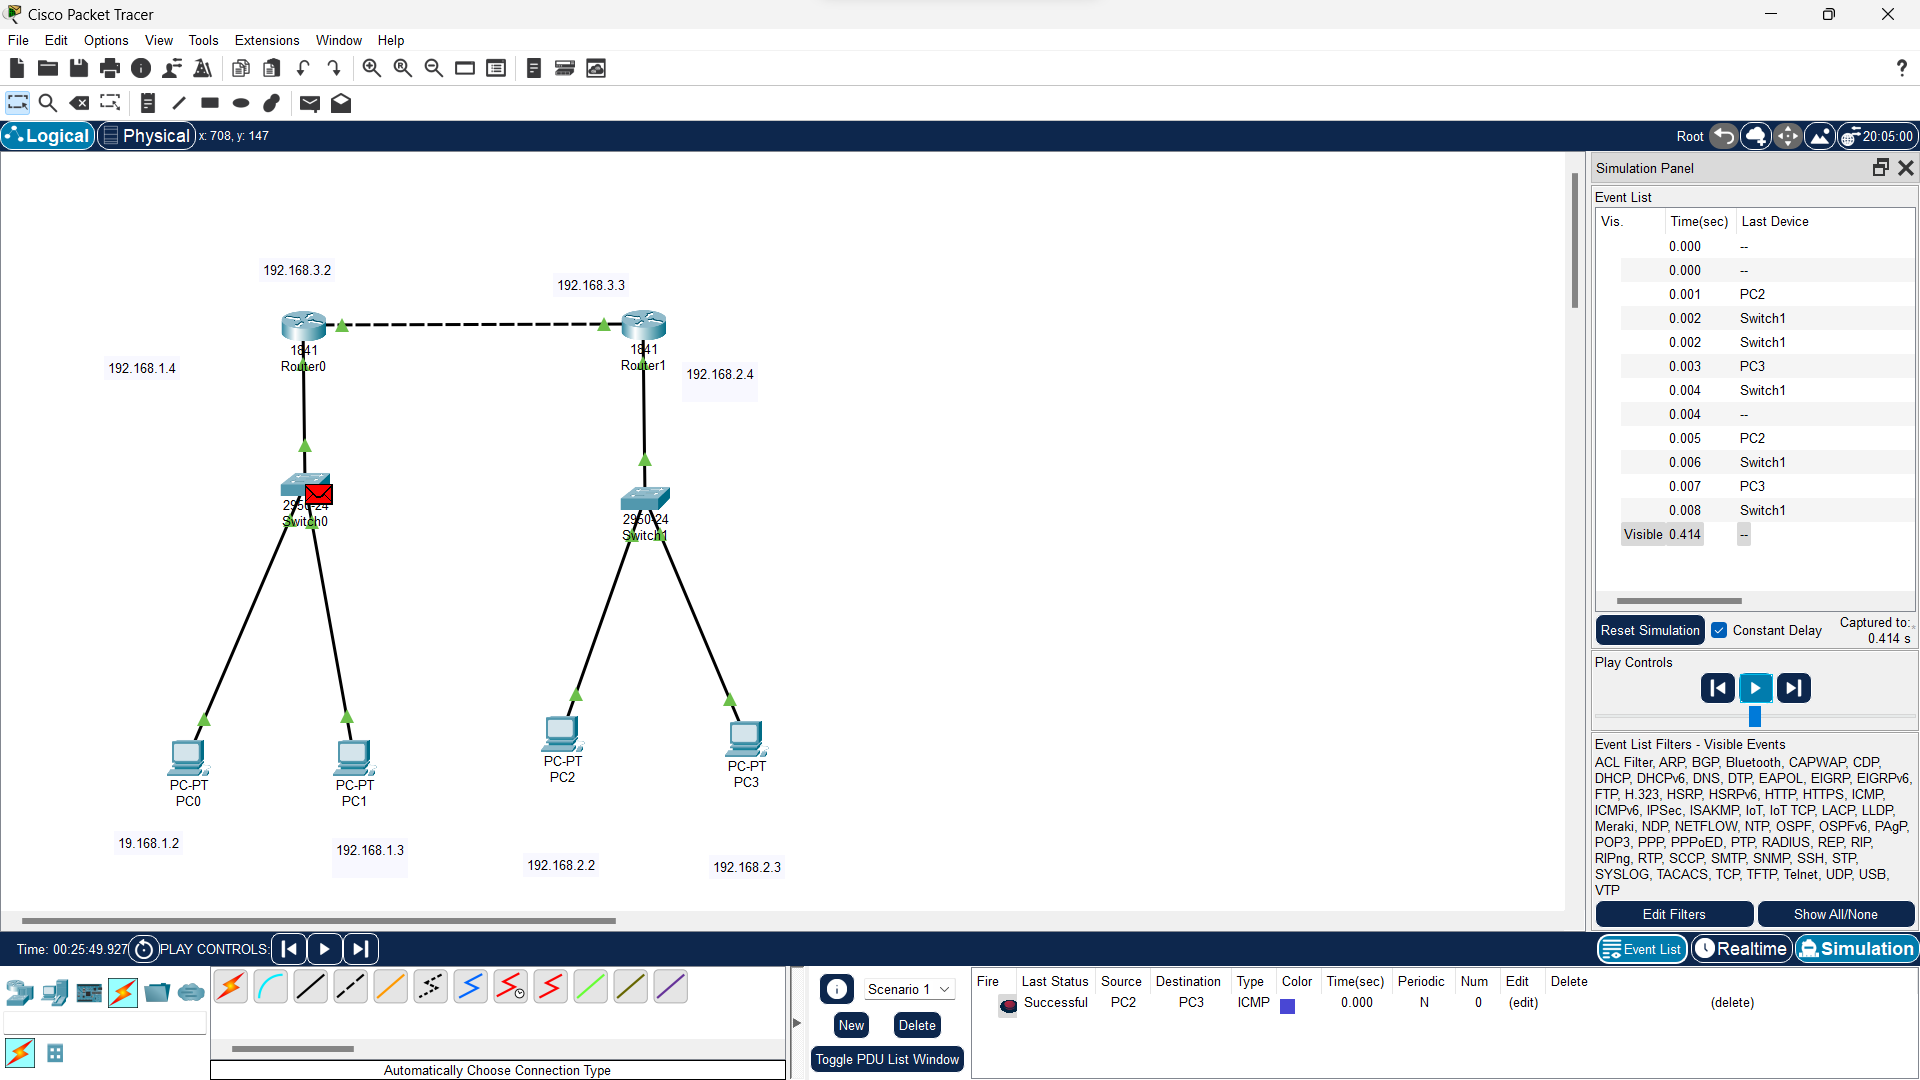 Cisco Packet Tracer
File Edit Options View Tools Extensions Window Help
?
Logical Physical x: 708, y: 147 Root 20:05:00
Simulation Panel
Event List
Vis. Time(sec) Last Device
0.000 --
0.000 --
0.001 PC2
0.002 Switch1
0.002 Switch1
0.003 PC3
0.004 Switch1
0.004 --
0.005 PC2
0.006 Switch1
0.007 PC3
0.008 Switch1
Visible 0.414 --
Reset Simulation Constant Delay Captured to:
0.414 s
Play Controls
Event List Filters - Visible Events
ACL Filter, ARP, BGP, Bluetooth, CAPWAP, CDP,
DHCP, DHCPv6, DNS, DTP, EAPOL, EIGRP, EIGRPv6,
FTP, H.323, HSRP, HSRPv6, HTTP, HTTPS, ICMP,
ICMPv6, IPSec, ISAKMP, IoT, IoT TCP, LACP, LLDP,
Meraki, NDP, NETFLOW, NTP, OSPF, OSPFv6, PAgP,
POP3, PPP, PPPoED, PTP, RADIUS, REP, RIP,
RIPng, RTP, SCCP, SMTP, SNMP, SSH, STP,
SYSLOG, TACACS, TCP, TFTP, Telnet, UDP, USB,
VTP
Edit Filters Show All/None
192.168.3.2
192.168.3.3
1841
Router0
1841
Router1
192.168.1.4
192.168.2.4
2950-24
Switch0
2950-24
Switch1
PC-PT
PC0
PC-PT
PC1
PC-PT
PC2
PC-PT
PC3
19.168.1.2
192.168.1.3
192.168.2.2
192.168.2.3
Time: 00:25:49.927 PLAY CONTROLS: Event List Realtime Simulation
Automatically Choose Connection Type
Scenario 1
New Delete
Toggle PDU List Window
Fire Last Status Source Destination Type Color Time(sec) Periodic Num Edit Delete
Successful PC2 PC3 ICMP 0.000 N 0 (edit) (delete)